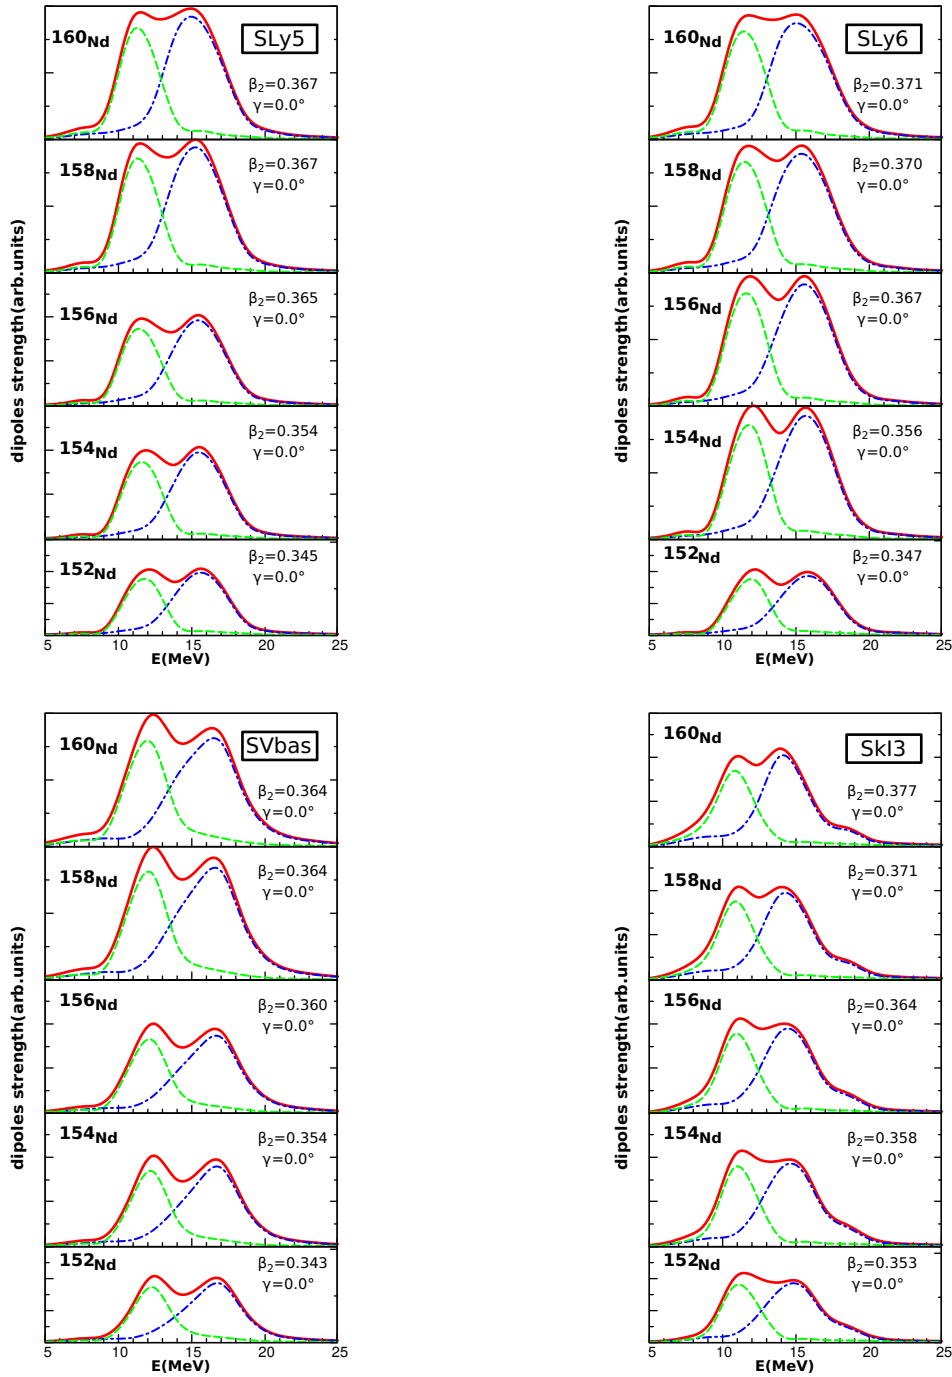 dipoles strength(arb.units)
160Nd
SLy5
β2=0.367
γ=0.0°
158Nd
β2=0.367
γ=0.0°
156Nd
β2=0.365
γ=0.0°
154Nd
β2=0.354
γ=0.0°
152Nd
β2=0.345
γ=0.0°
5 10 15 20 25
E(MeV)
dipoles strength(arb.units)
160Nd
SLy6
β2=0.371
γ=0.0°
158Nd
β2=0.370
γ=0.0°
156Nd
β2=0.367
γ=0.0°
154Nd
β2=0.356
γ=0.0°
152Nd
β2=0.347
γ=0.0°
5 10 15 20 25
E(MeV)
dipoles strength(arb.units)
160Nd
SVbas
β2=0.364
γ=0.0°
158Nd
β2=0.364
γ=0.0°
156Nd
β2=0.360
γ=0.0°
154Nd
β2=0.354
γ=0.0°
152Nd
β2=0.343
γ=0.0°
5 10 15 20 25
E(MeV)
dipoles strength(arb.units)
160Nd
SkI3
β2=0.377
γ=0.0°
158Nd
β2=0.371
γ=0.0°
156Nd
β2=0.364
γ=0.0°
154Nd
β2=0.358
γ=0.0°
152Nd
β2=0.353
γ=0.0°
5 10 15 20 25
E(MeV)